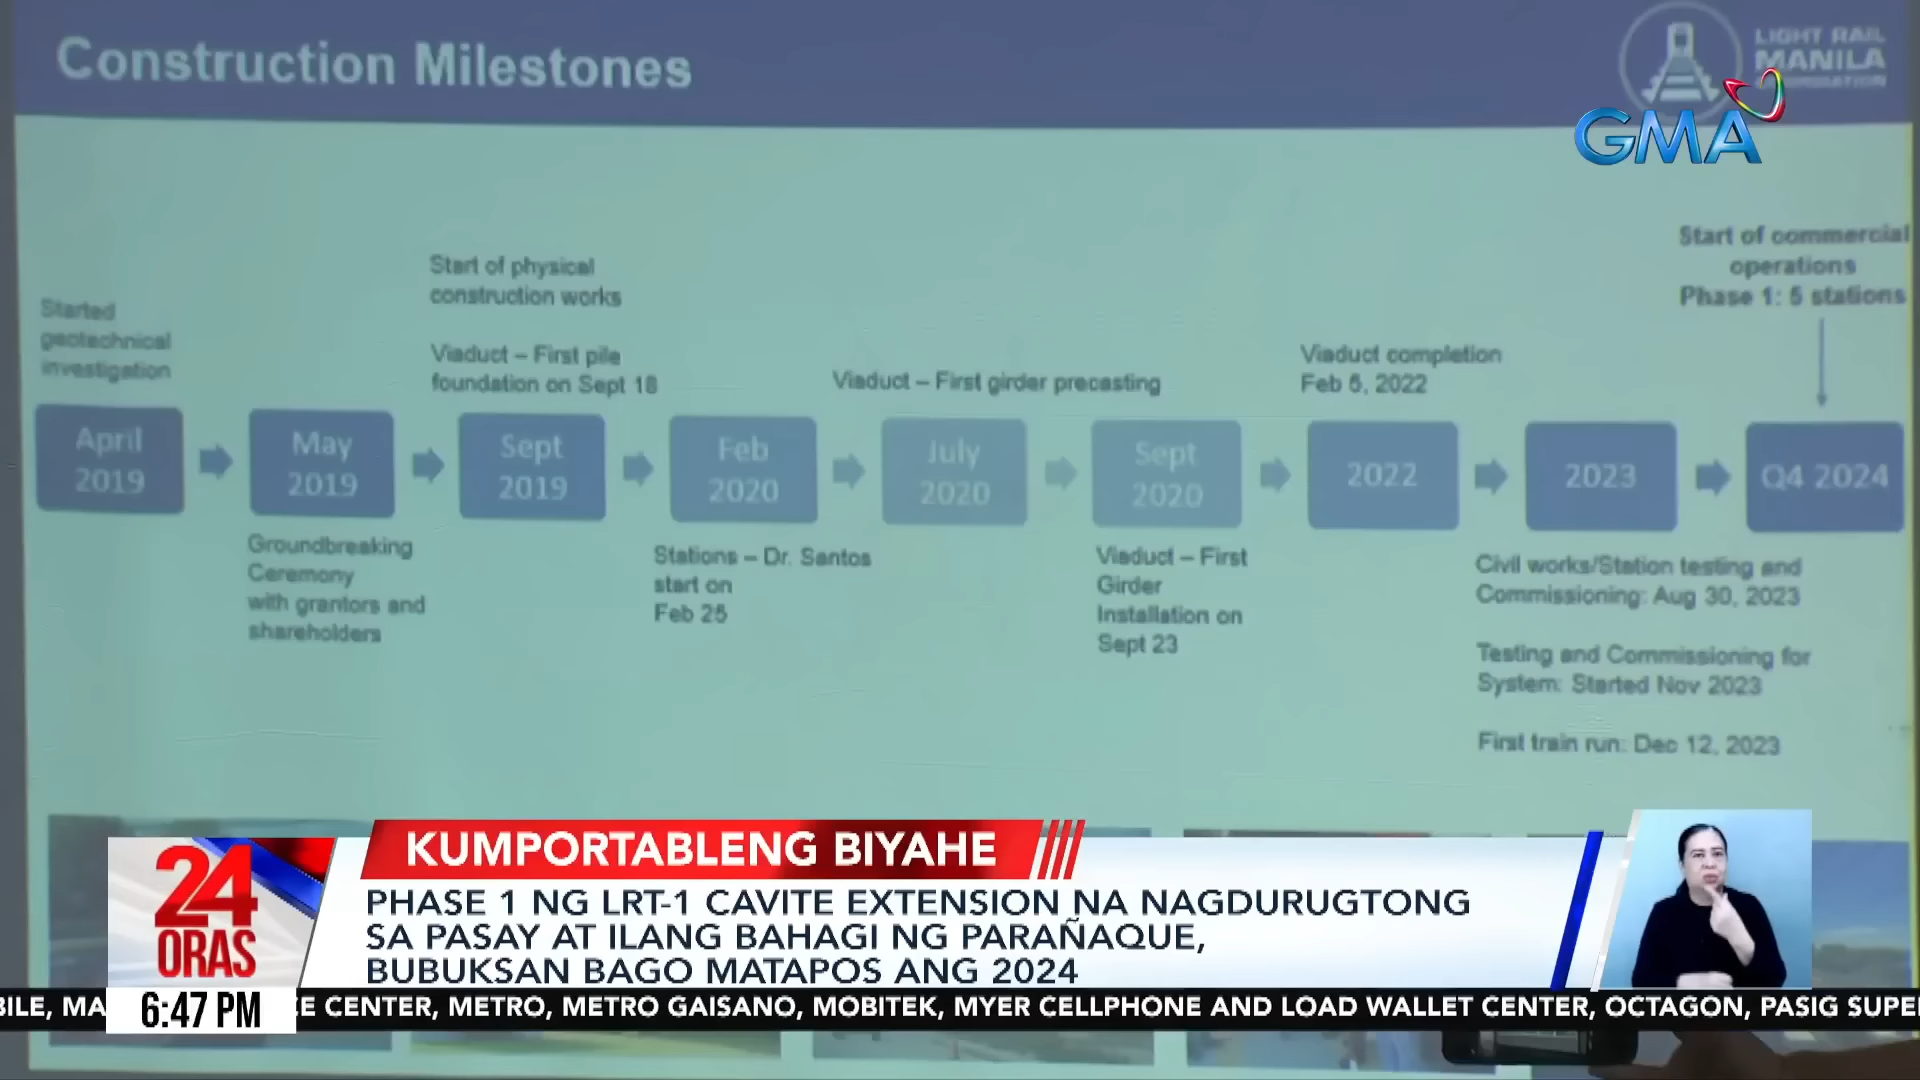 Construction Milestones
LIGHT RAIL
MANILA
CORPORATION
GMA
Started
geotechnical
investigation
Start of physical
construction works
Viaduct – First pile
foundation on Sept 18
Viaduct – First girder precasting
Viaduct completion
Feb 5, 2022
Start of commercial
operations
Phase 1: 5 stations
April
2019
May
2019
Sept
2019
Feb
2020
July
2020
Sept
2020
2022
2023
Q4 2024
Groundbreaking
Ceremony
with grantors and
shareholders
Stations – Dr. Santos
start on
Feb 25
Viaduct – First
Girder
Installation on
Sept 23
Civil works/Station testing and
Commissioning: Aug 30, 2023
Testing and Commissioning for
System: Started Nov 2023
First train run: Dec 12, 2023
24
ORAS
KUMPORTABLENG BIYAHE
PHASE 1 NG LRT-1 CAVITE EXTENSION NA NAGDURUGTONG
SA PASAY AT ILANG BAHAGI NG PARAÑAQUE,
BUBUKSAN BAGO MATAPOS ANG 2024
6:47 PM
CENTER, METRO, METRO GAISANO, MOBITEK, MYER CELLPHONE AND LOAD WALLET CENTER, OCTAGON, PASIG